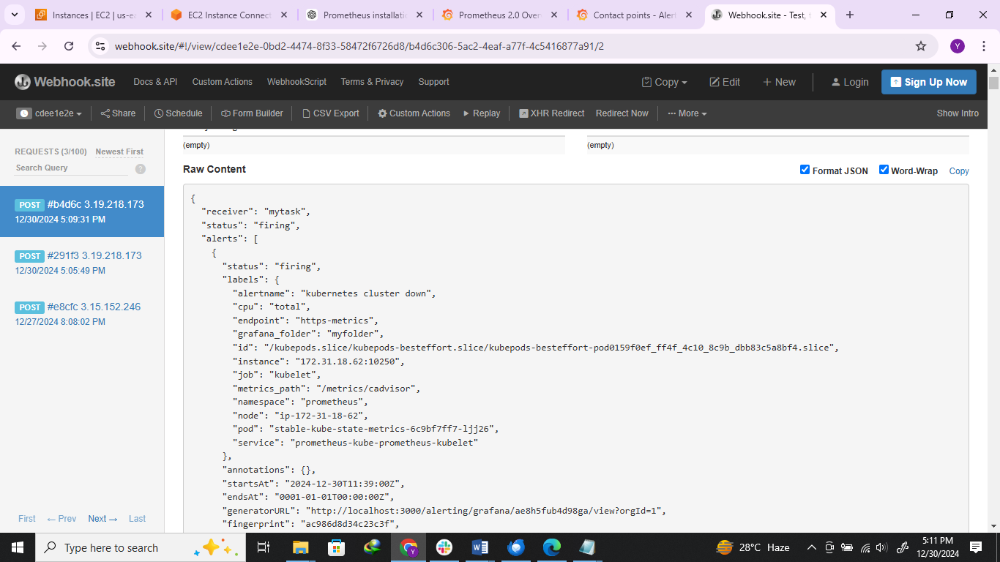 Instances | EC2 | us-ea
EC2 Instance Connect
Prometheus installatio
Prometheus 2.0 Over
Contact points - Alert
Webhook.site - Test, t
webhook.site/#!/view/cdee1e2e-0bd2-4474-8f33-58472f6726d8/b4d6c306-5ac2-4eaf-a77f-4c5416877a91/2
Y
Webhook.site
Docs & API
Custom Actions
WebhookScript
Terms & Privacy
Support
Copy
Edit
+ New
Login
Sign Up Now
cdee1e2e
Share
Schedule
Form Builder
CSV Export
Custom Actions
Replay
XHR Redirect
Redirect Now
More
Show Intro
REQUESTS (3/100) Newest First
Search Query
?
POST #b4d6c 3.19.218.173
12/30/2024 5:09:31 PM
POST #291f3 3.19.218.173
12/30/2024 5:05:49 PM
POST #e8cfc 3.15.152.246
12/27/2024 8:08:02 PM
First ← Prev Next → Last
(empty)
(empty)
Raw Content
Format JSON
Word-Wrap
Copy
{
"receiver": "mytask",
"status": "firing",
"alerts": [
{
"status": "firing",
"labels": {
"alertname": "kubernetes cluster down",
"cpu": "total",
"endpoint": "https-metrics",
"grafana_folder": "myfolder",
"id": "/kubepods.slice/kubepods-besteffort.slice/kubepods-besteffort-pod0159f0ef_ff4f_4c10_8c9b_dbb83c5a8bf4.slice",
"instance": "172.31.18.62:10250",
"job": "kubelet",
"metrics_path": "/metrics/cadvisor",
"namespace": "prometheus",
"node": "ip-172-31-18-62",
"pod": "stable-kube-state-metrics-6c9bf7ff7-ljj26",
"service": "prometheus-kube-prometheus-kubelet"
},
"annotations": {},
"startsAt": "2024-12-30T11:39:00Z",
"endsAt": "0001-01-01T00:00:00Z",
"generatorURL": "http://localhost:3000/alerting/grafana/ae8h5fub4d98ga/view?orgId=1",
"fingerprint": "ac986d8d34c23c3f",
Type here to search
28°C Haze
5:11 PM
12/30/2024